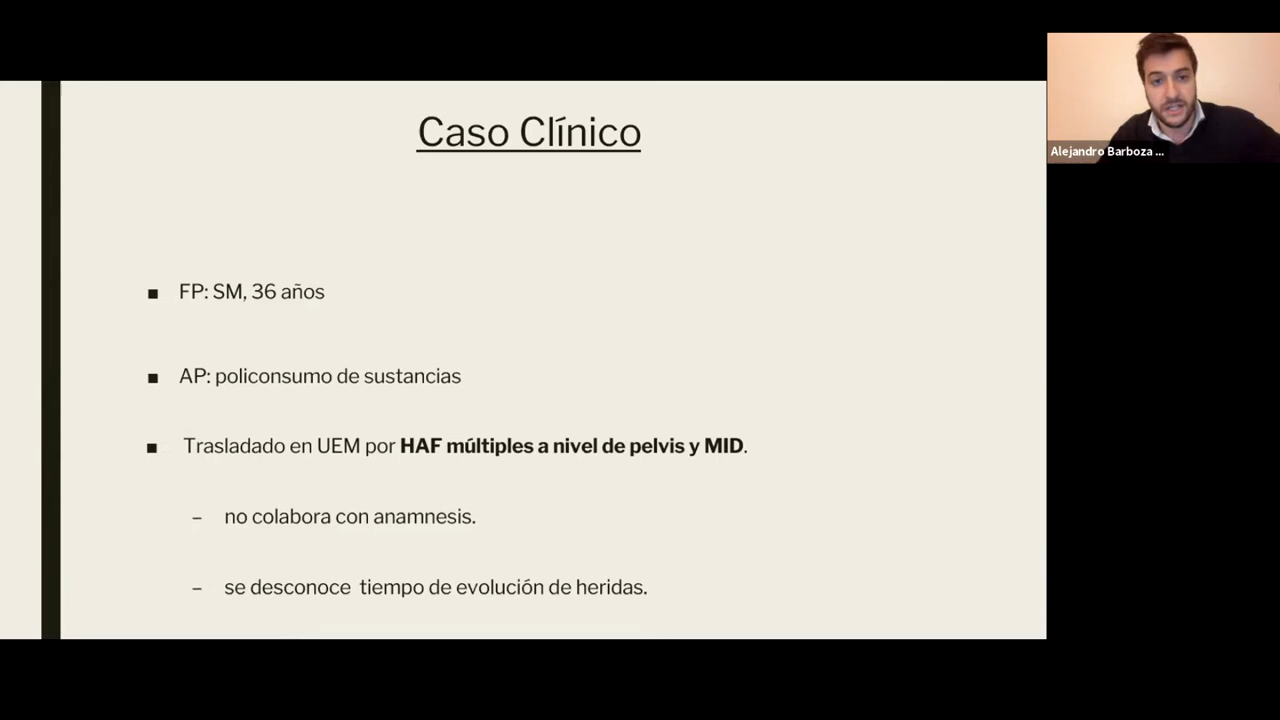 Caso Clínico
▪ FP: SM, 36 años
▪ AP: policonsumo de sustancias
▪ Trasladado en UEM por HAF múltiples a nivel de pelvis y MID.
– no colabora con anamnesis.
– se desconoce tiempo de evolución de heridas.
Alejandro Barboza ...